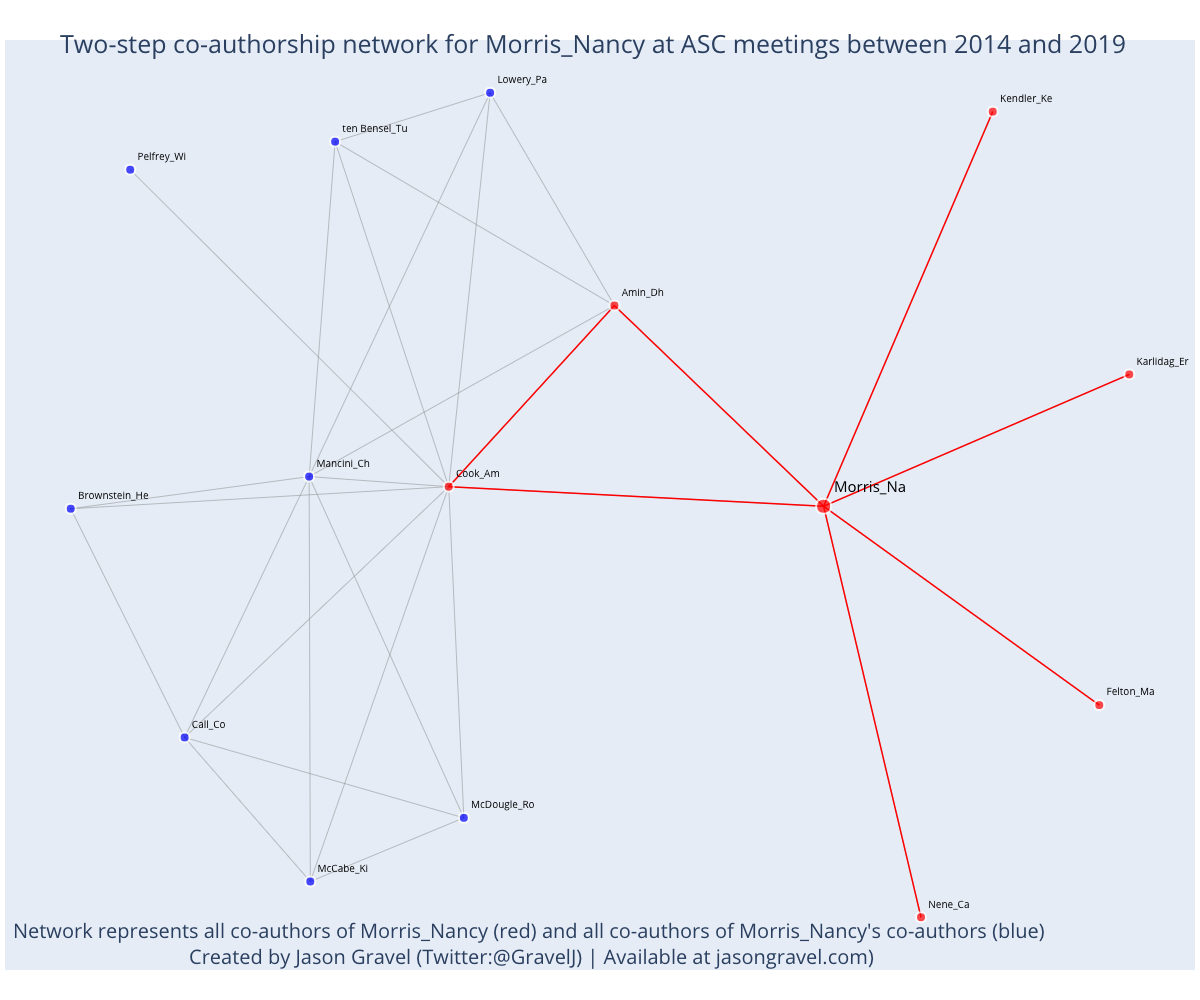 Two-step co-authorship network for Morris_Nancy at ASC meetings between 2014 and 2019
Lowery_Pa
Kendler_Ke
ten Bensel_Tu
Pelfrey_Wi
Amin_Dh
Karlidag_Er
Mancini_Ch
Cook_Am
Morris_Na
Brownstein_He
Felton_Ma
Call_Co
McDougle_Ro
McCabe_Ki
Nene_Ca
Network represents all co-authors of Morris_Nancy (red) and all co-authors of Morris_Nancy's co-authors (blue)
Created by Jason Gravel (Twitter:@GravelJ) | Available at jasongravel.com)